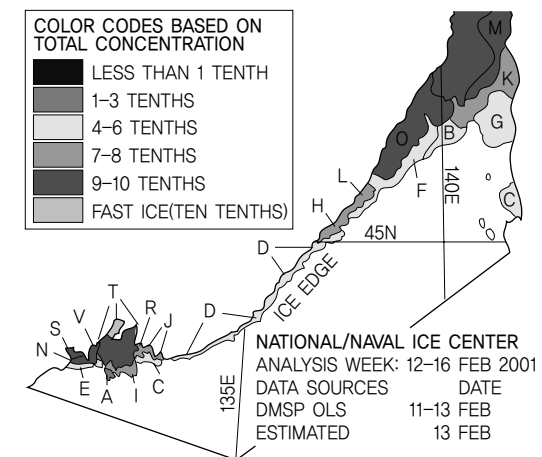 COLOR CODES BASED ON
TOTAL CONCENTRATION
LESS THAN 1 TENTH
1–3 TENTHS
4–6 TENTHS
7–8 TENTHS
9–10 TENTHS
FAST ICE(TEN TENTHS)
M
K
G
O
B
L
F
140E
C
H
45N
D
ICE EDGE
T
D
V
R
J
S
N
E
A
I
C
135E
NATIONAL/NAVAL ICE CENTER
ANALYSIS WEEK: 12–16 FEB 2001
DATA SOURCES DATE
DMSP OLS 11–13 FEB
ESTIMATED 13 FEB